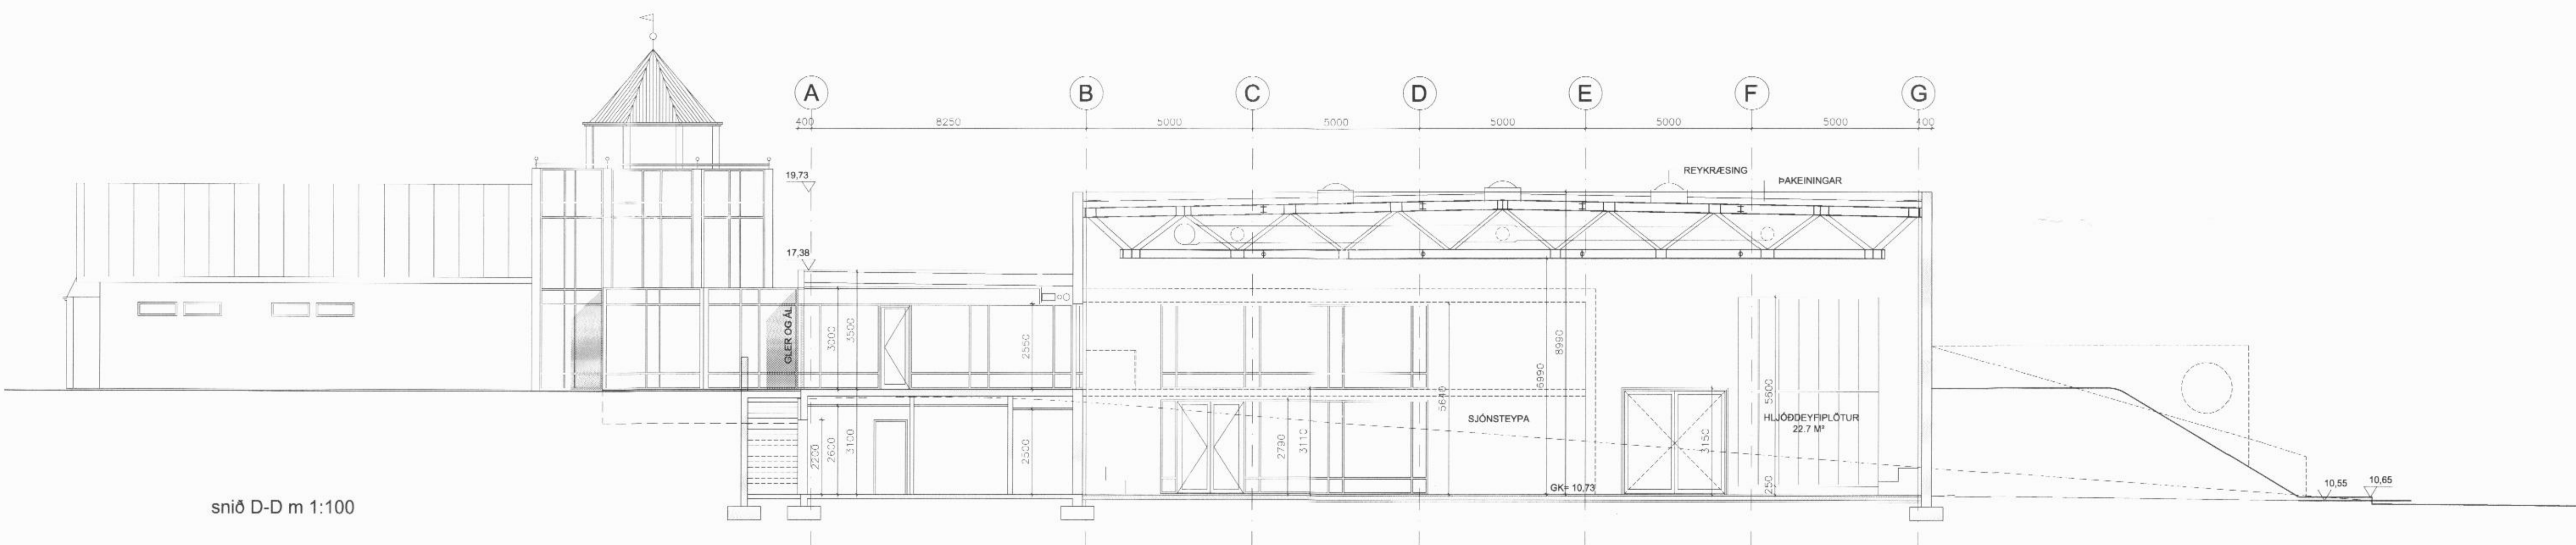 A B C D E F G
400 8250 5000 5000 5000 5000 5000 400
REYKRÆSING
ÞAKEININGAR
19,73
17,38
GLER OG ÁL
3000
3500
2550
8990
6990
5640
5600
SJÓNSTEYPA
HLJÓÐDEYFIPLÖTUR
22.7 M²
2200
2600
3100
2500
2790
3110
3150
250
GK= 10,73
10,55
10,65
snið D-D m 1:100